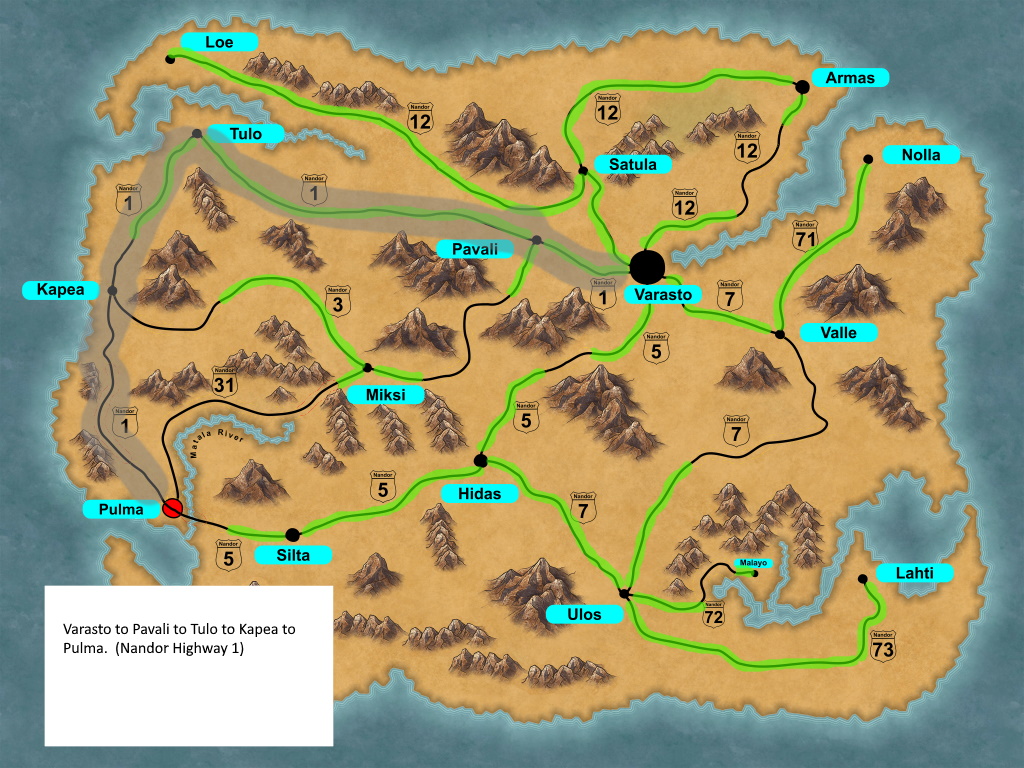 Loe
Armas
Nandor
12
Nandor
12
Tulo
Nandor
12
Nolla
Satula
Nandor
1
Nandor
1
Nandor
12
Nandor
71
Pavali
Kapea
Nandor
1
Varasto
Nandor
7
Nandor
3
Valle
Nandor
5
Nandor
31
Miksi
Nandor
1
Nandor
5
Nandor
7
Matala River
Nandor
5
Hidas
Pulma
Nandor
7
Nandor
5
Silta
Malayo
Lahti
Ulos
Nandor
72
Nandor
73
Varasto to Pavali to Tulo to Kapea to
Pulma. (Nandor Highway 1)